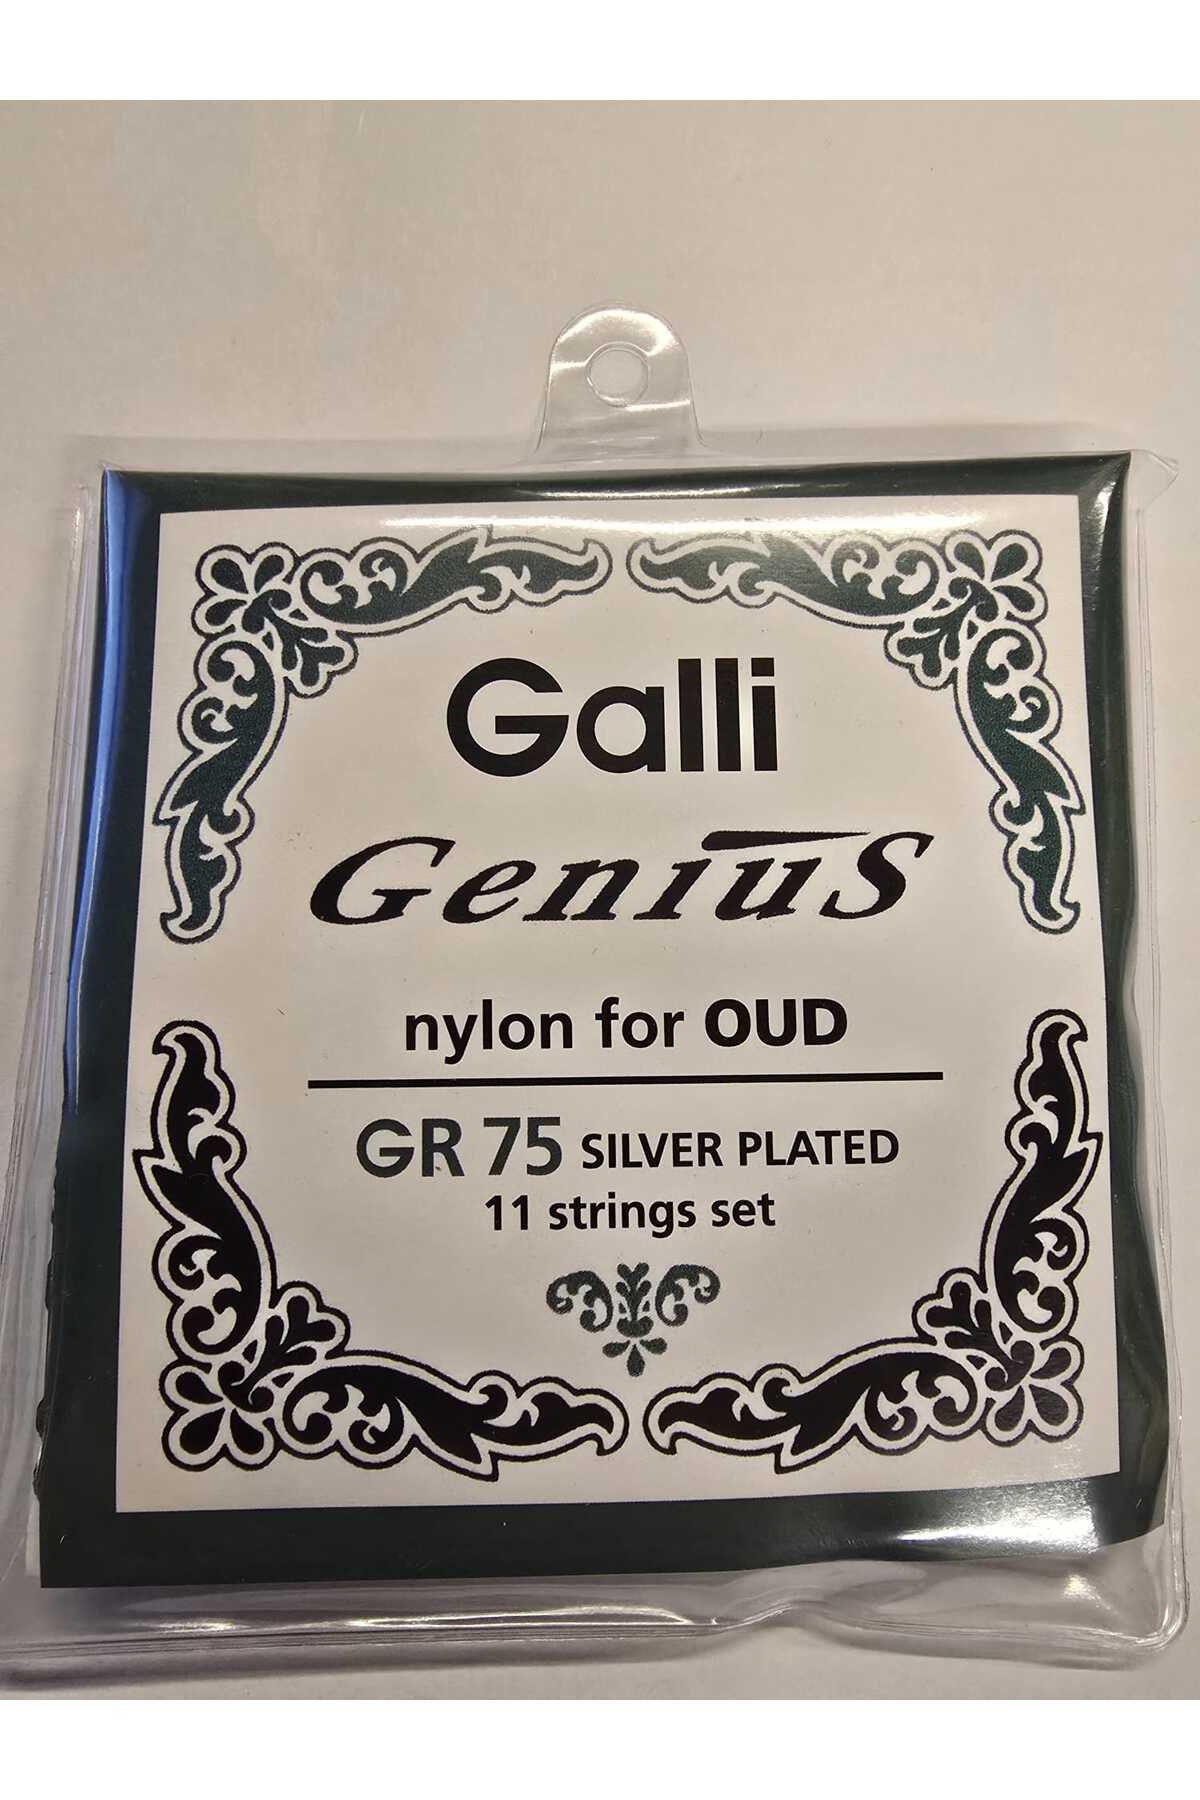 Galli
Genius
nylon for OUD
GR 75 SILVER PLATED
11 strings set